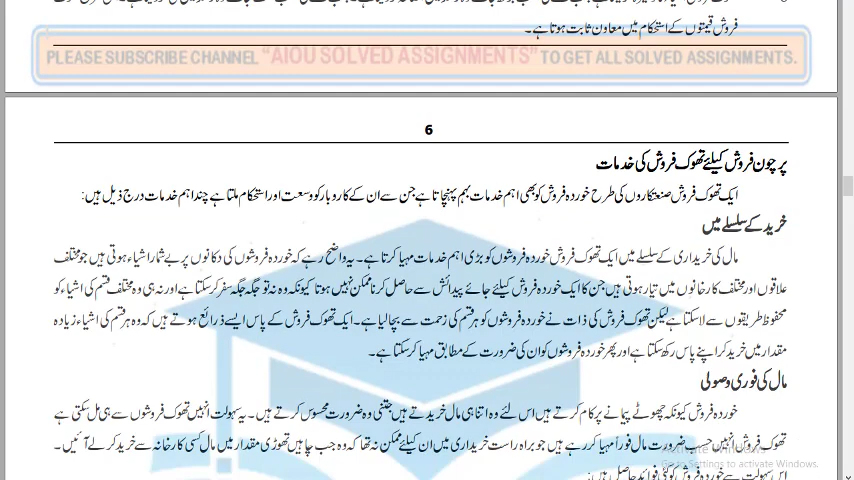 فروش قیمتوں کے استحکام میں معاون ثابت ہوتا ہے۔
PLEASE SUBSCRIBE CHANNEL "AIOU SOLVED ASSIGNMENTS" TO GET ALL SOLVED ASSIGNMENTS.
6
پرچون فروش کیلئے تھوک فروش کی خدمات
ایک تھوک فروش صنعتکاروں کی طرح خوردہ فروش کو بھی اہم خدمات بہم پہنچاتا ہے جن سے ان کے کاروبار کو وسعت اور استحکام ملتا ہے چند اہم خدمات درج ذیل ہیں:
خرید کے سلسلے میں
مال کی خریداری کے سلسلے میں ایک تھوک فروش خوردہ فروشوں کو بڑی اہم خدمات مہیا کرتا ہے۔ یہ واضح رہے کہ خوردہ فروشوں کی دکانوں پر بے شمار اشیاء ہوتی ہیں جو مختلف
علاقوں اور مختلف کارخانوں میں تیار ہوتی ہیں جن کا ایک خوردہ فروش کیلئے جائے پیدائش سے حاصل کرنا ممکن نہیں ہوتا کیونکہ وہ نہ تو جگہ جگہ سفر کر سکتا ہے اور نہ ہی وہ مختلف قسم کی اشیاء کو
محفوظ طریقوں سے لا سکتا ہے لیکن تھوک فروش کی ذات نے خوردہ فروشوں کو ہر قسم کی زحمت سے بچا لیا ہے۔ ایک تھوک فروش کے پاس ایسے ذرائع ہوتے ہیں کہ وہ ہر قسم کی اشیاء زیادہ
مقدار میں خرید کر اپنے پاس رکھ سکتا ہے اور پھر خوردہ فروشوں کو ان کی ضرورت کے مطابق مہیا کر سکتا ہے۔
مال کی فوری وصولی
خوردہ فروش کیونکہ چھوٹے پیمانے پر کام کرتے ہیں اس لئے وہ اتنا ہی مال خریدتے ہیں جتنی وہ ضرورت محسوس کرتے ہیں۔ یہ سہولت انہیں تھوک فروشوں سے ہی مل سکتی ہے
تھوک فروش انہیں حسب ضرورت مال فوراً مہیا کر رہے ہیں جو براہ راست خریداری میں ان کیلئے ممکن نہ تھا کہ وہ جب چاہیں تھوڑی مقدار میں مال کسی کارخانہ سے خرید کر لے آئیں۔
Activate Windows
Go to Settings to activate Windows.
اس سہولت سے خوردہ فروش کو کئی فوائد حاصل ہیں: